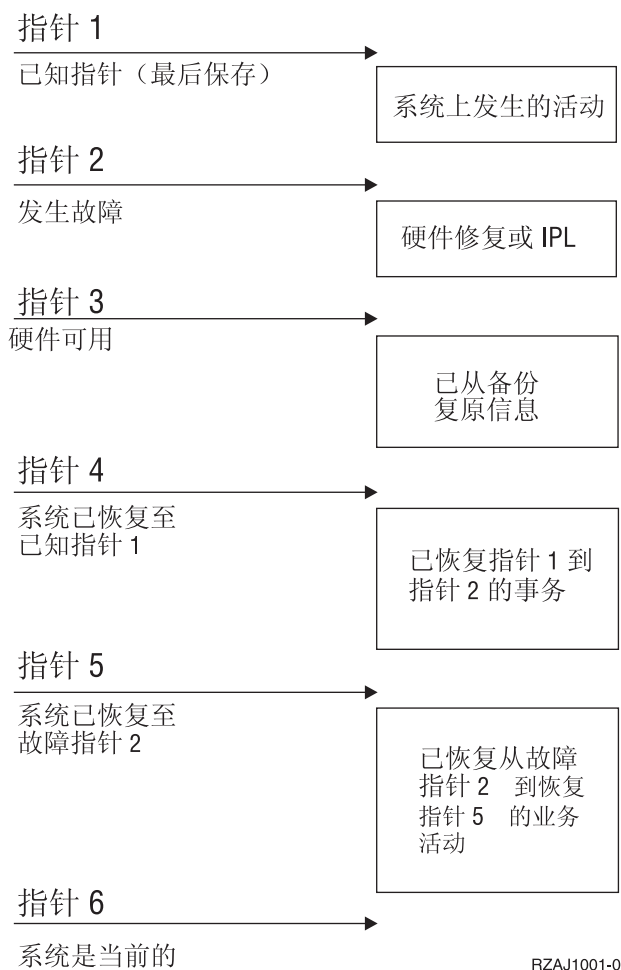 指针 1
已知指针（最后保存）
系统上发生的活动
指针 2
发生故障
硬件修复或 IPL
指针 3
硬件可用
已从备份
复原信息
指针 4
系统已恢复至
已知指针 1
已恢复指针 1 到
指针 2 的事务
指针 5
系统已恢复至
故障指针 2
已恢复从故障
指针 2 到恢复
指针 5 的业务
活动
指针 6
系统是当前的
RZAJ1001-0